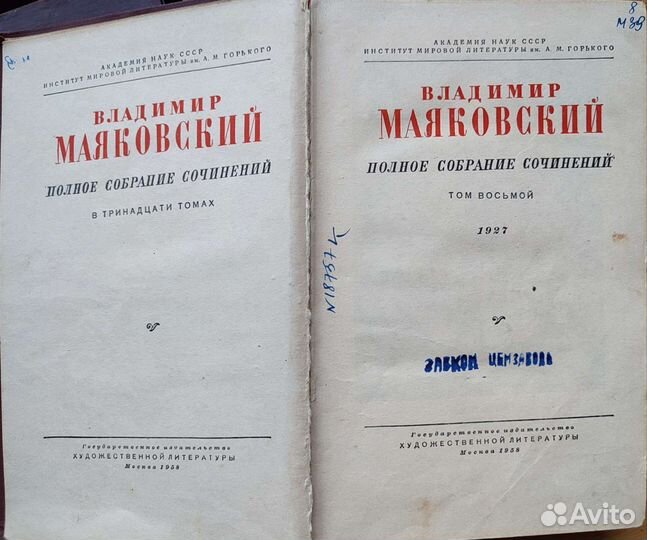 АКАДЕМИЯ НАУК СССР
ИНСТИТУТ МИРОВОЙ ЛИТЕРАТУРЫ им. А. М. ГОРЬКОГО
ВЛАДИМИР
МАЯКОВСКИЙ
ПОЛНОЕ СОБРАНИЕ СОЧИНЕНИЙ
В ТРИНАДЦАТИ ТОМАХ
Государственное издательство
ХУДОЖЕСТВЕННОЙ ЛИТЕРАТУРЫ
Москва 1958
8
М39
АКАДЕМИЯ НАУК СССР
ИНСТИТУТ МИРОВОЙ ЛИТЕРАТУРЫ им. А. М. ГОРЬКОГО
ВЛАДИМИР
МАЯКОВСКИЙ
ПОЛНОЕ СОБРАНИЕ СОЧИНЕНИЙ
ТОМ ВОСЬМОЙ
1927
ЗАВКОМ ЦЕМЗАВОДА
Государственное издательство
ХУДОЖЕСТВЕННОЙ ЛИТЕРАТУРЫ
Москва 1958
Avito